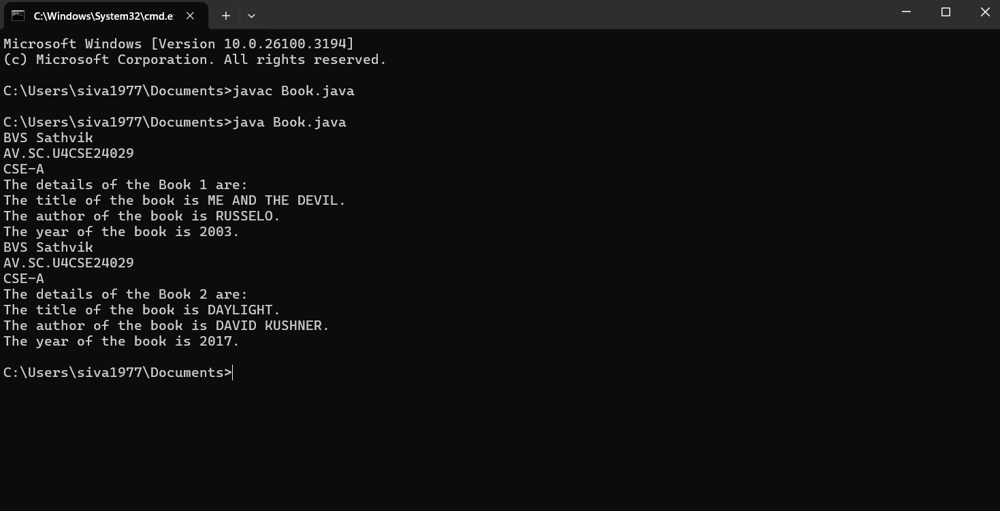 C:\Windows\System32\cmd.e
Microsoft Windows [Version 10.0.26100.3194]
(c) Microsoft Corporation. All rights reserved.
C:\Users\siva1977\Documents>javac Book.java
C:\Users\siva1977\Documents>java Book.java
BVS Sathvik
AV.SC.U4CSE24029
CSE-A
The details of the Book 1 are:
The title of the book is ME AND THE DEVIL.
The author of the book is RUSSELO.
The year of the book is 2003.
BVS Sathvik
AV.SC.U4CSE24029
CSE-A
The details of the Book 2 are:
The title of the book is DAYLIGHT.
The author of the book is DAVID KUSHNER.
The year of the book is 2017.
C:\Users\siva1977\Documents>